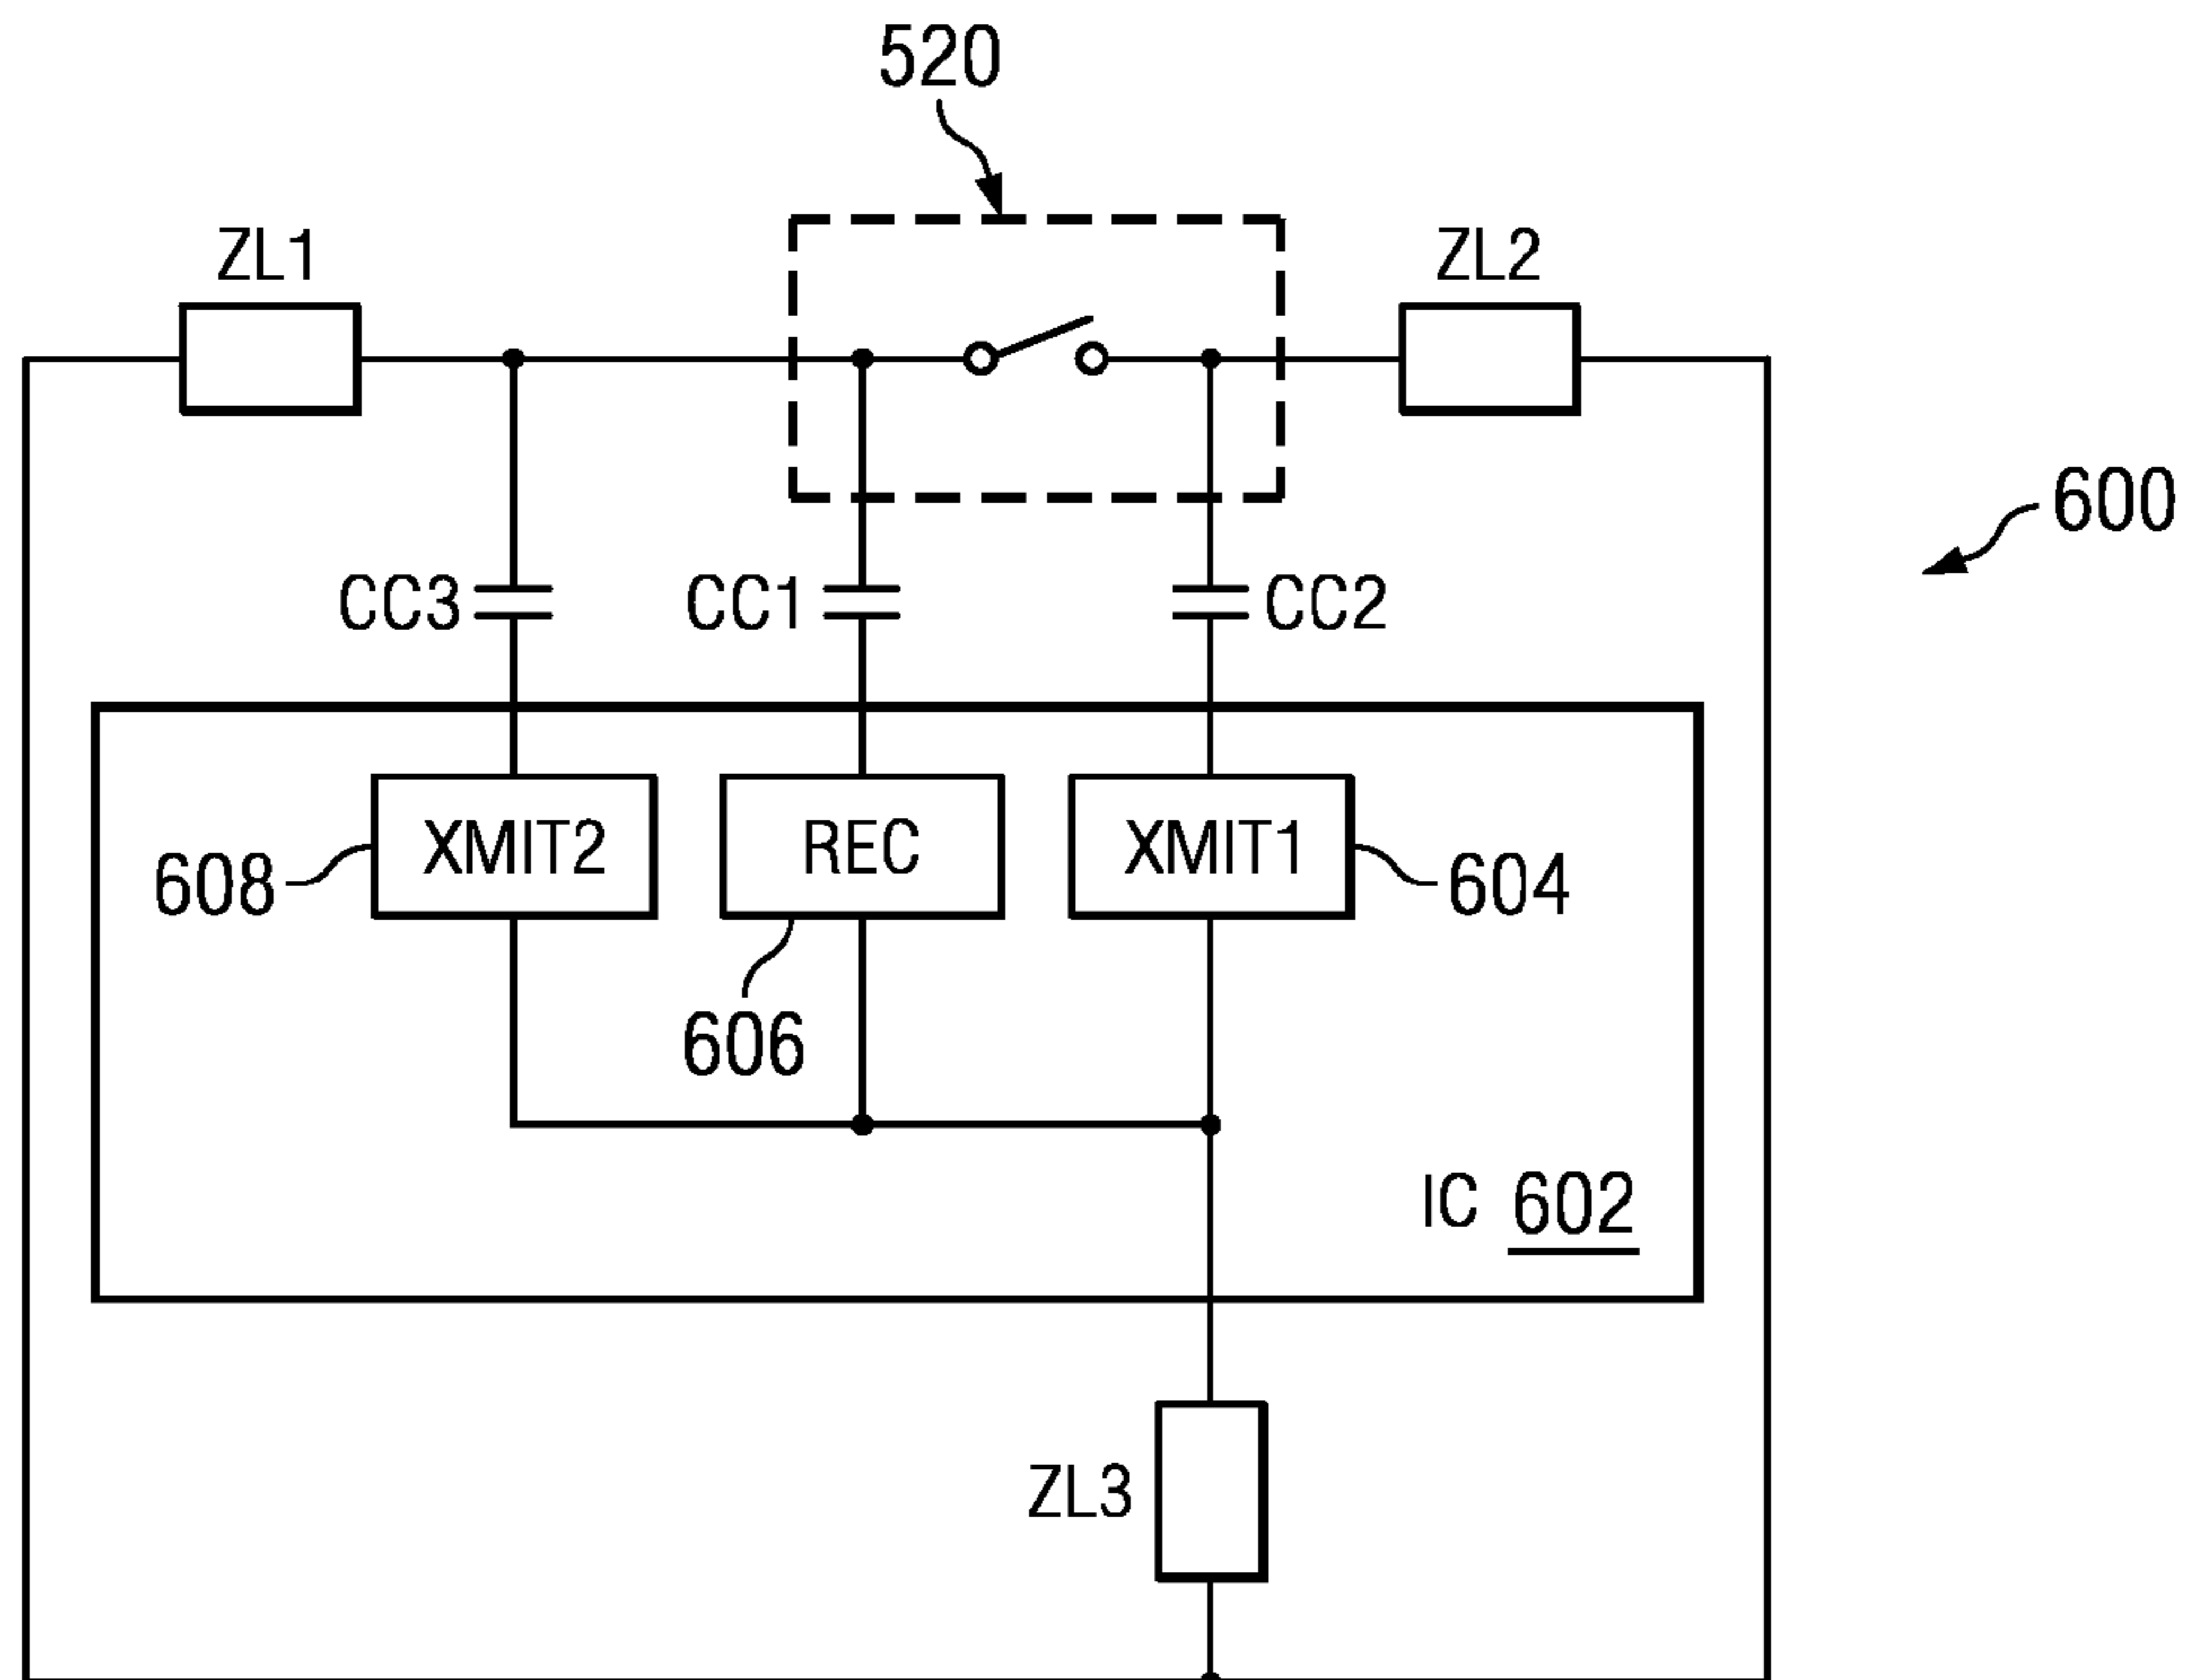 520
ZL1
ZL2
600
CC3
CC1
CC2
XMIT2
REC
XMIT1
608
604
606
IC 602
ZL3